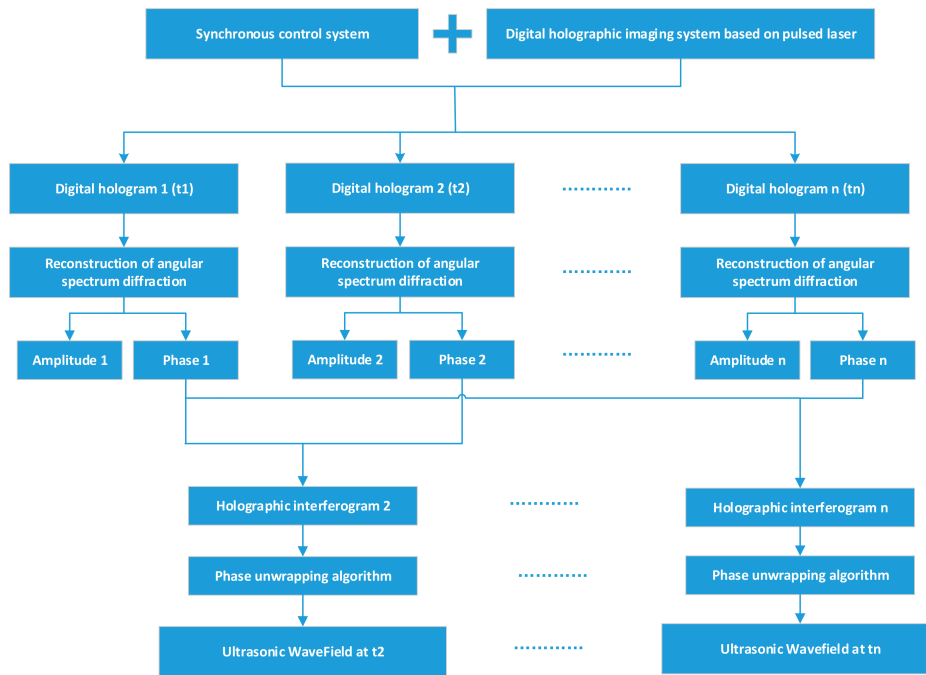 Synchronous control system
Digital holographic imaging system based on pulsed laser
Digital hologram 1 (t1)
Digital hologram 2 (t2)
Digital hologram n (tn)
Reconstruction of angular
spectrum diffraction
Reconstruction of angular
spectrum diffraction
Reconstruction of angular
spectrum diffraction
Amplitude 1
Phase 1
Amplitude 2
Phase 2
Amplitude n
Phase n
Holographic interferogram 2
Holographic interferogram n
Phase unwrapping algorithm
Phase unwrapping algorithm
Ultrasonic WaveField at t2
Ultrasonic Wavefield at tn